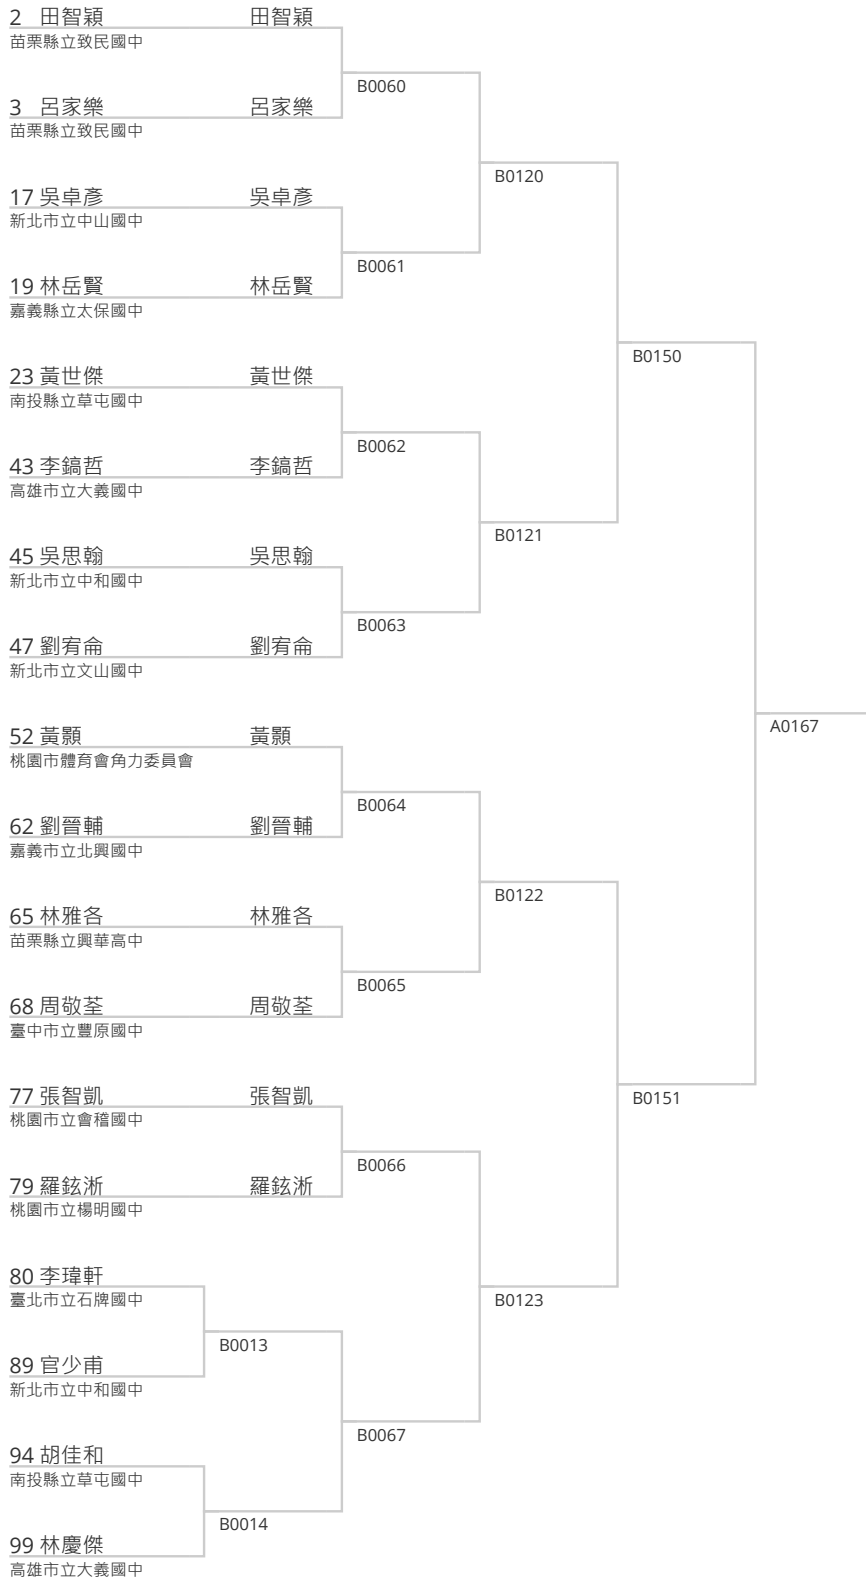 2 田智穎 田智穎
苗栗縣立致民國中
B0060
3 呂家樂 呂家樂
苗栗縣立致民國中
B0120
17 吳卓彥 吳卓彥
新北市立中山國中
B0061
19 林岳賢 林岳賢
嘉義縣立太保國中
B0150
23 黃世傑 黃世傑
南投縣立草屯國中
B0062
43 李鎬哲 李鎬哲
高雄市立大義國中
B0121
45 吳思翰 吳思翰
新北市立中和國中
B0063
47 劉宥侖 劉宥侖
新北市立文山國中
A0167
52 黃顥 黃顥
桃園市體育會角力委員會
B0064
62 劉晉輔 劉晉輔
嘉義市立北興國中
B0122
65 林雅各 林雅各
苗栗縣立興華高中
B0065
68 周敬荃 周敬荃
臺中市立豐原國中
77 張智凱 張智凱
B0151
桃園市立會稽國中
B0066
79 羅鉉淅 羅鉉淅
桃園市立楊明國中
80 李瑋軒
臺北市立石牌國中
B0123
B0013
89 官少甫
新北市立中和國中
B0067
94 胡佳和
南投縣立草屯國中
B0014
99 林慶傑
高雄市立大義國中